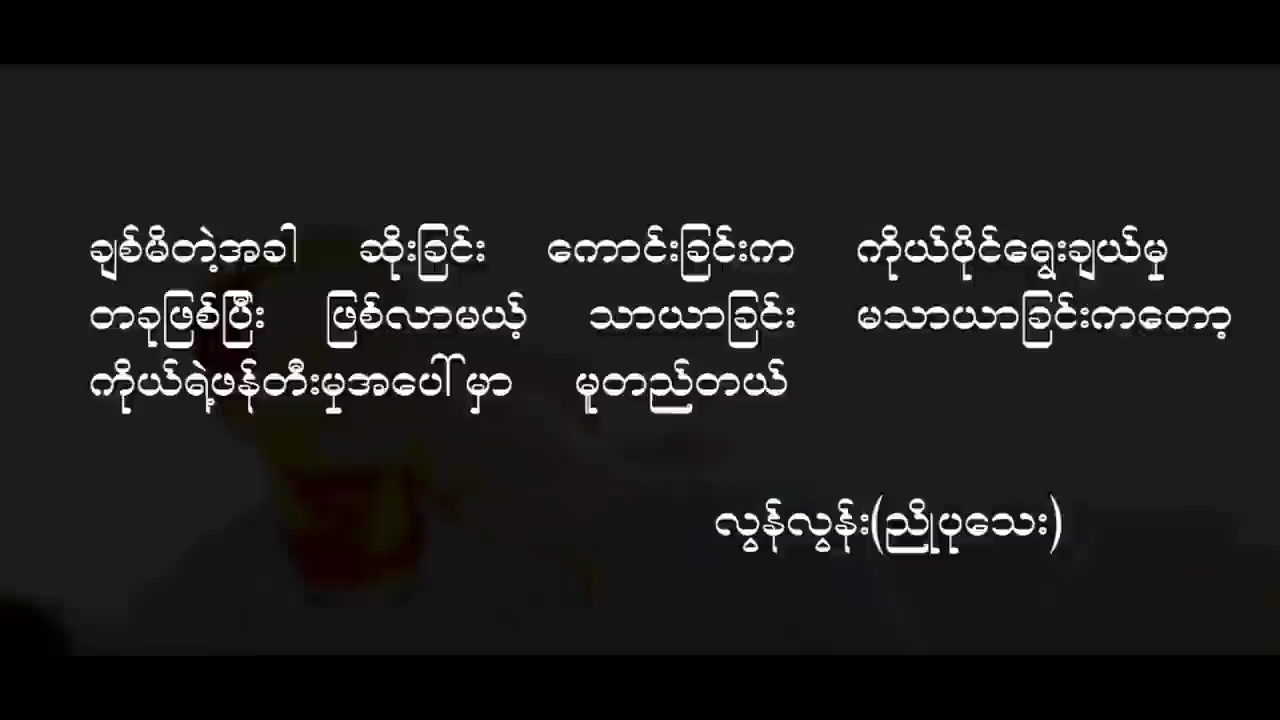 ချစ်မိတဲ့အခါ ဆိုးခြင်း ကောင်းခြင်းက ကိုယ်ပိုင်ရွေးချယ်မှု
တခုဖြစ်ပြီး ဖြစ်လာမယ့် သာယာခြင်း မသာယာခြင်းကတော့
ကိုယ်ရဲ့ဖန်တီးမှုအပေါ် မှာ မူတည်တယ်
လွန်လွန်း(ညိုပုသေး)